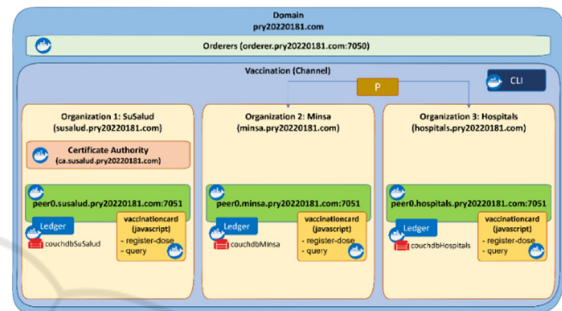 Domain
pry20220181.com
Orderers (orderer.pry20220181.com:7050)
Vaccination (Channel)
P
CLI
Organization 1: SuSalud
(susalud.pry20220181.com)
Certificate Authority
(ca.susalud.pry20220181.com)
peer0.susalud.pry20220181.com:7051
Ledger
couchdbSuSalud
vaccinationcard
(javascript)
- register-dose
- query
Organization 2: Minsa
(minsa.pry20220181.com)
peer0.minsa.pry20220181.com:7051
Ledger
couchdbMinsa
vaccinationcard
(javascript)
- register-dose
- query
Organization 3: Hospitals
(hospitals.pry20220181.com)
peer0.hospitals.pry20220181.com:7051
Ledger
couchdbHospitals
vaccinationcard
(javascript)
- register-dose
- query